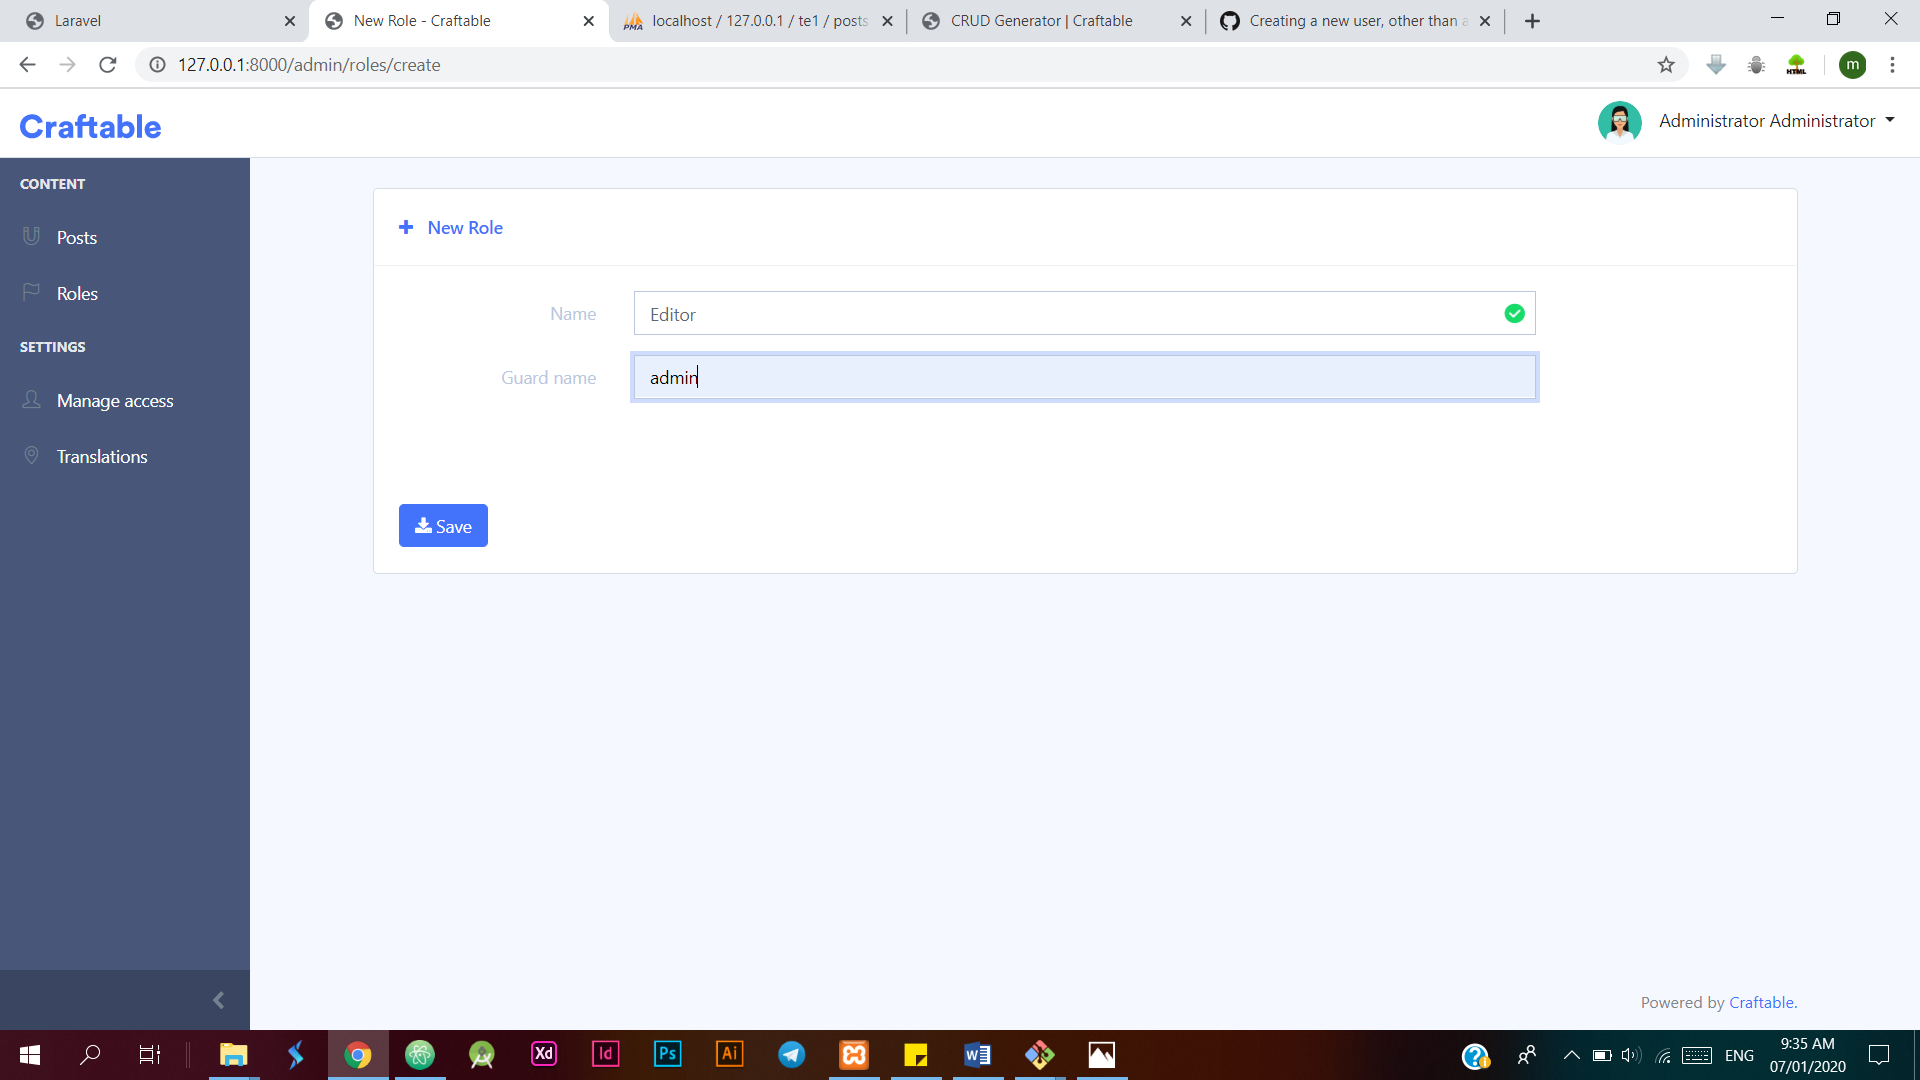 Laravel
New Role - Craftable
localhost / 127.0.0.1 / te1 / posts
CRUD Generator | Craftable
Creating a new user, other than a
127.0.0.1:8000/admin/roles/create
HTML
m
Craftable
Administrator Administrator
CONTENT
Posts
Roles
SETTINGS
Manage access
Translations
New Role
Name
Editor
Guard name
admin
Save
Powered by Craftable.
Xd
Id
Ps
Ai
W
ENG
9:35 AM
07/01/2020